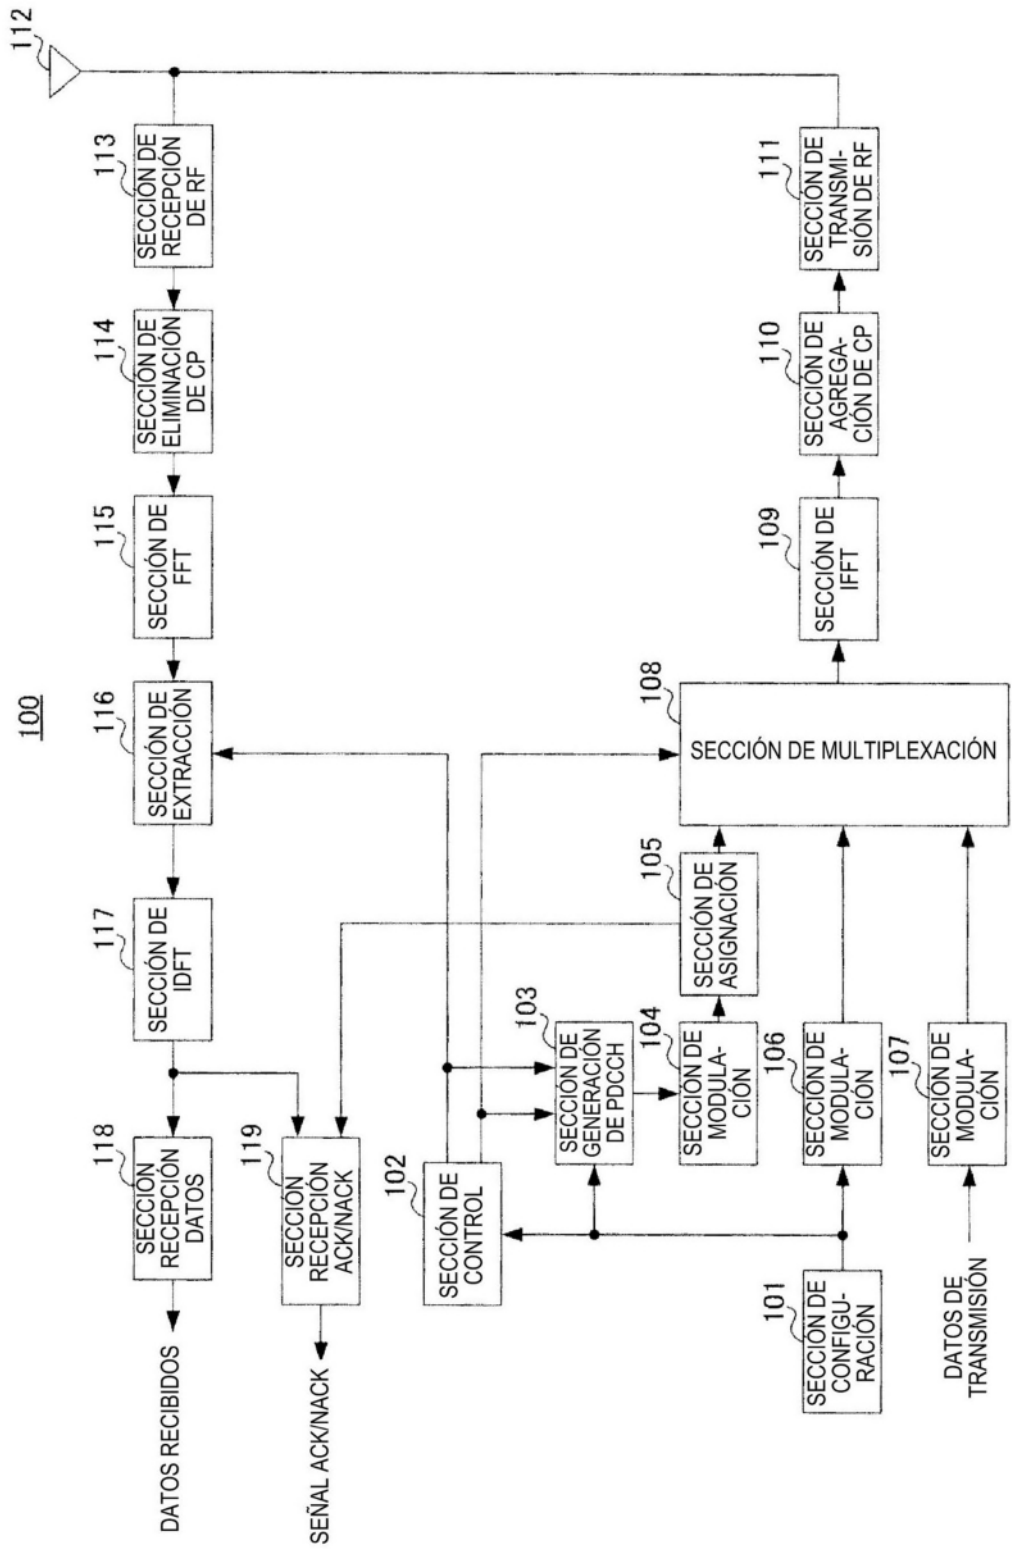 100
112
113
SECCIÓN DE
RECEPCIÓN
DE RF
114
SECCIÓN DE
ELIMINACIÓN
DE CP
115
SECCIÓN DE
FFT
116
SECCIÓN DE
EXTRACCIÓN
117
SECCIÓN DE
IDFT
118
SECCIÓN
RECEPCIÓN
DATOS
DATOS RECIBIDOS
119
SECCIÓN
RECEPCIÓN
ACK/NACK
SEÑAL ACK/NACK
102
SECCIÓN DE
CONTROL
103
SECCIÓN DE
GENERACIÓN
DE PDCCH
104
SECCIÓN DE
MODULA-
CIÓN
105
SECCIÓN DE
ASIGNACIÓN
101
SECCIÓN DE
CONFIGU-
RACIÓN
106
SECCIÓN DE
MODULA-
CIÓN
DATOS DE
TRANSMISIÓN
107
SECCIÓN DE
MODULA-
CIÓN
108
SECCIÓN DE MULTIPLEXACIÓN
109
SECCIÓN DE
IFFT
110
SECCIÓN DE
AGREGA-
CIÓN DE CP
111
SECCIÓN DE
TRANSMI-
SIÓN DE RF